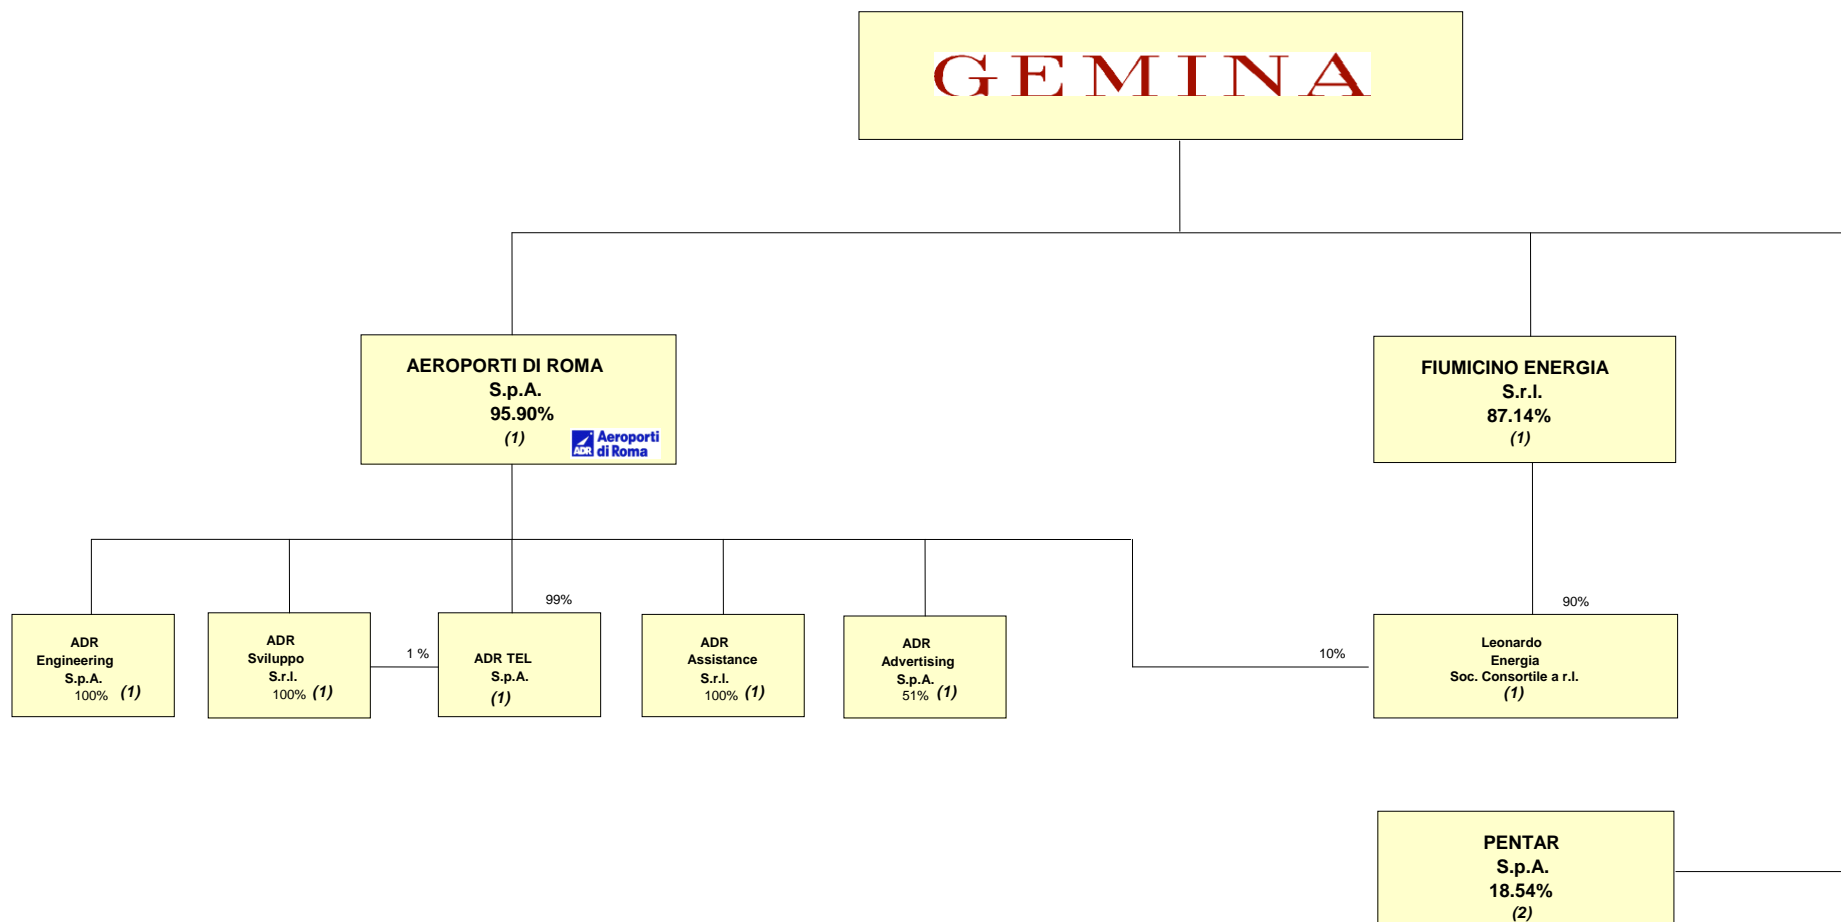 GEMINA
AEROPORTI DI ROMA
S.p.A.
95.90%
(1)
ADR
Aeroporti
di Roma
FIUMICINO ENERGIA
S.r.l.
87.14%
(1)
99%
90%
ADR
Engineering
S.p.A.
100% (1)
ADR
Sviluppo
S.r.l.
100% (1)
1 %
ADR TEL
S.p.A.
(1)
ADR
Assistance
S.r.l.
100% (1)
ADR
Advertising
S.p.A.
51% (1)
10%
Leonardo
Energia
Soc. Consortile a r.l.
(1)
PENTAR
S.p.A.
18.54%
(2)